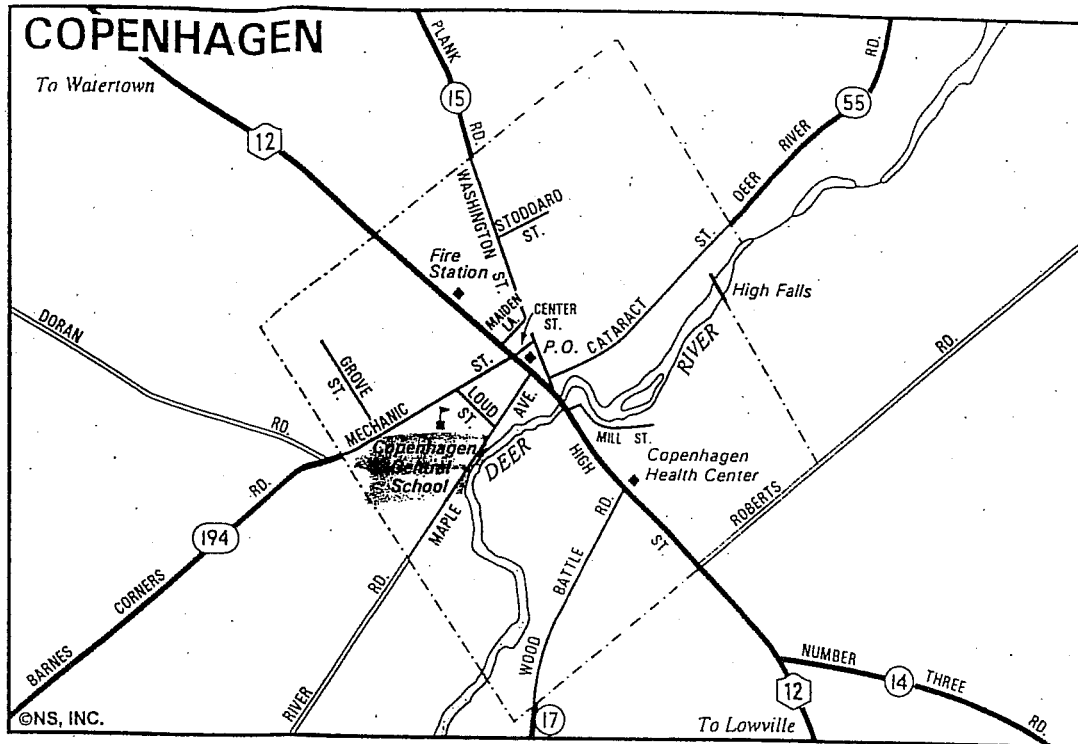 COPENHAGEN
To Watertown
12
PLANK
15
RD.
WASHINGTON
ST.
STODDARD
ST.
DEER RIVER
RD.
55
Fire
Station
MAIDEN
LA.
CENTER
ST.
P.O.
CATARACT
ST.
High Falls
RIVER
DORAN
RD.
GROVE
ST.
MECHANIC
ST.
LOUD
ST.
AVE.
MAPLE
Copenhagen
Central
School
DEER
MILL ST.
HIGH
ST.
Copenhagen
Health Center
ROBERTS
RD.
194
BARNES
CORNERS
RD.
RIVER
RD.
WOOD
BATTLE
RD.
17
NUMBER
THREE
RD.
14
12
To Lowville
©NS, INC.